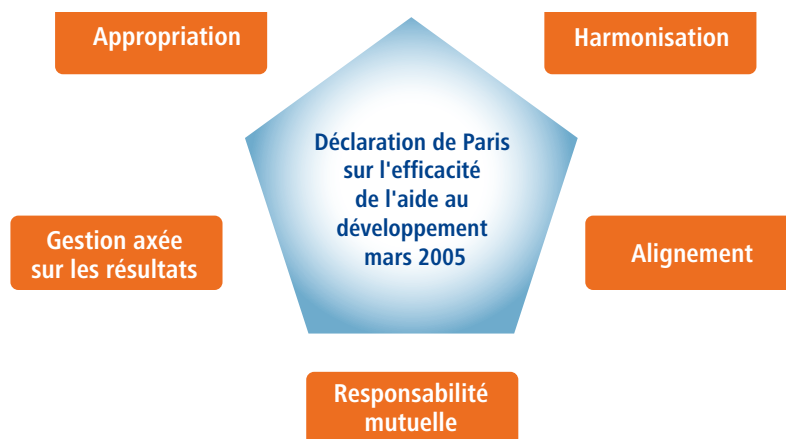 Appropriation
Harmonisation
Déclaration de Paris
sur l'efficacité
de l'aide au
développement
mars 2005
Gestion axée
sur les résultats
Alignement
Responsabilité
mutuelle